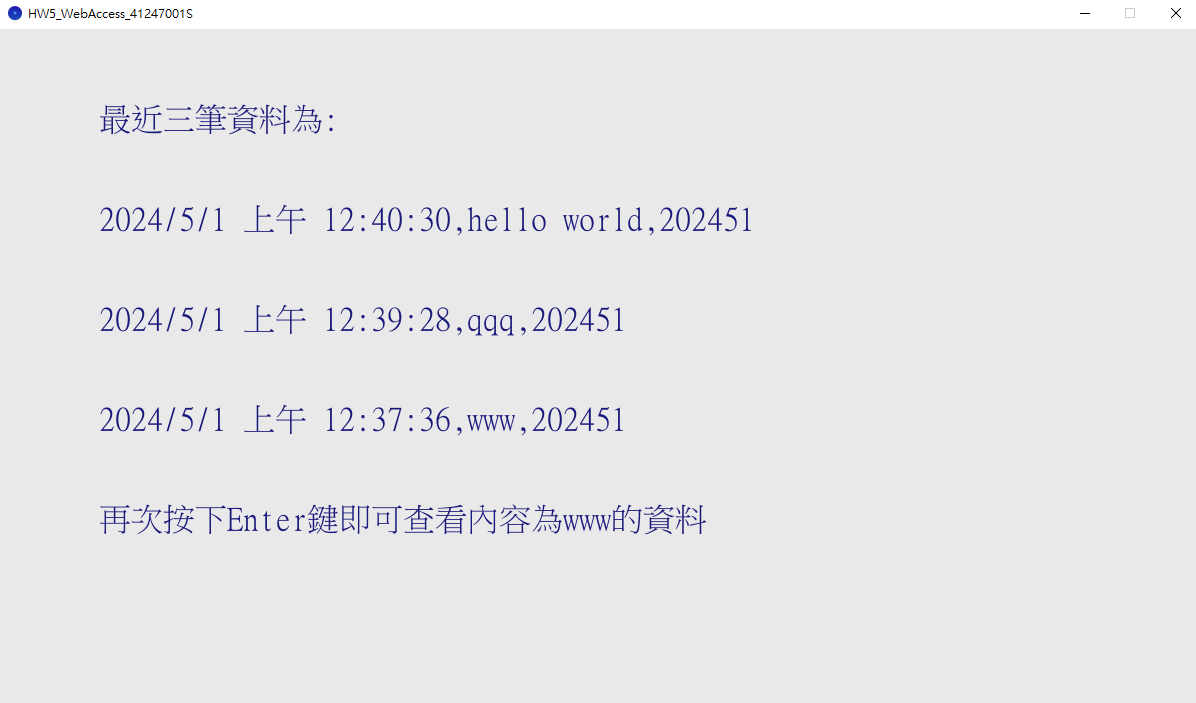 HW5_WebAccess_41247001S
最近三筆資料為:
2024/5/1 上午 12:40:30,hello world,202451
2024/5/1 上午 12:39:28,qqq,202451
2024/5/1 上午 12:37:36,www,202451
再次按下Enter鍵即可查看內容為www的資料